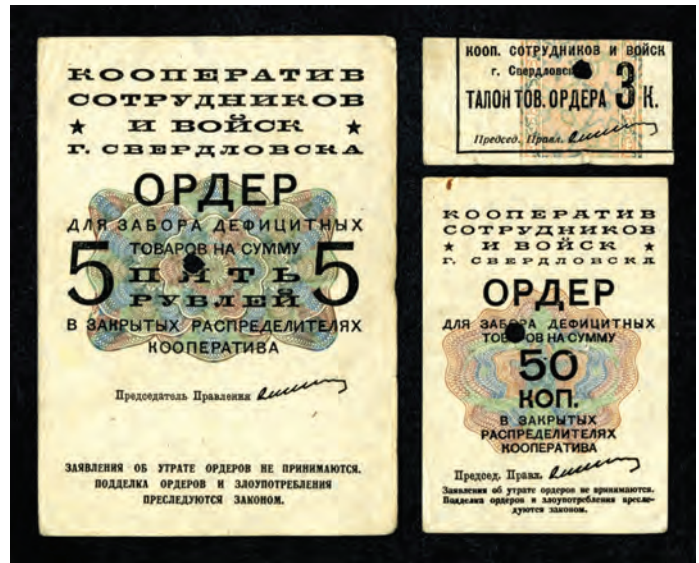 КООПЕРАТИВ
СОТРУДНИКОВ
★ И ВОЙСК ★
Г. СВЕРДЛОВСКА
ОРДЕР
ДЛЯ ЗАБОРА ДЕФИЦИТНЫХ
ТОВАРОВ НА СУММУ
5 ПЯТЬ 5
РУБЛЕЙ
В ЗАКРЫТЫХ РАСПРЕДЕЛИТЕЛЯХ
КООПЕРАТИВА
Председатель Правления
ЗАЯВЛЕНИЯ ОБ УТРАТЕ ОРДЕРОВ НЕ ПРИНИМАЮТСЯ.
ПОДДЕЛКА ОРДЕРОВ И ЗЛОУПОТРЕБЛЕНИЯ
ПРЕСЛЕДУЮТСЯ ЗАКОНОМ.
КООП. СОТРУДНИКОВ И ВОЙСК
г. Свердловска
ТАЛОН ТОВ. ОРДЕРА 3 К.
Председ. Правл.
КООПЕРАТИВ
СОТРУДНИКОВ
★ И ВОЙСК ★
Г. СВЕРДЛОВСКА
ОРДЕР
ДЛЯ ЗАБОРА ДЕФИЦИТНЫХ
ТОВАРОВ НА СУММУ
50
КОП.
В ЗАКРЫТЫХ
РАСПРЕДЕЛИТЕЛЯХ
КООПЕРАТИВА
Председ. Правл.
Заявления об утрате ордеров не принимаются.
Подделка ордеров и злоупотребления пресле-
дуются законом.